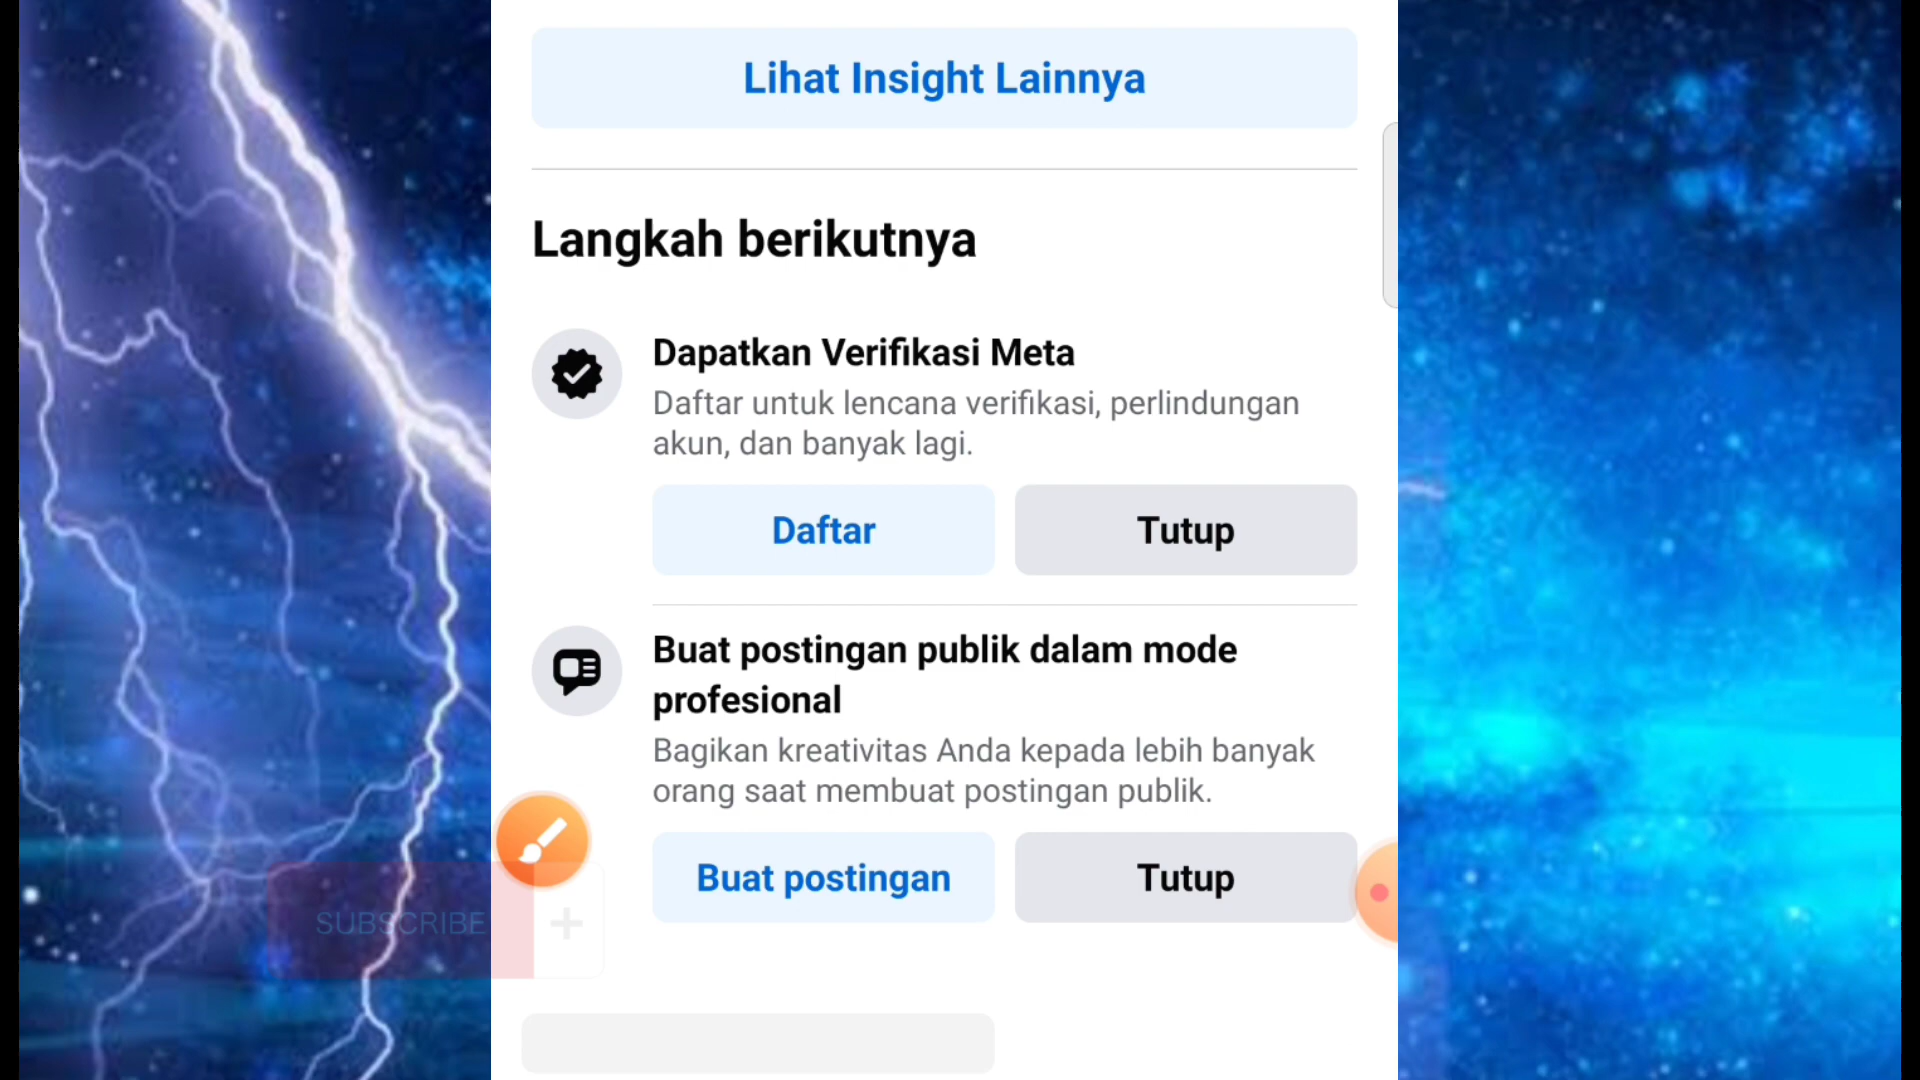 Lihat Insight Lainnya
Langkah berikutnya
Dapatkan Verifikasi Meta
Daftar untuk lencana verifikasi, perlindungan
akun, dan banyak lagi.
Daftar
Tutup
Buat postingan publik dalam mode
profesional
Bagikan kreativitas Anda kepada lebih banyak
orang saat membuat postingan publik.
Buat postingan
Tutup
SUBSCRIBE